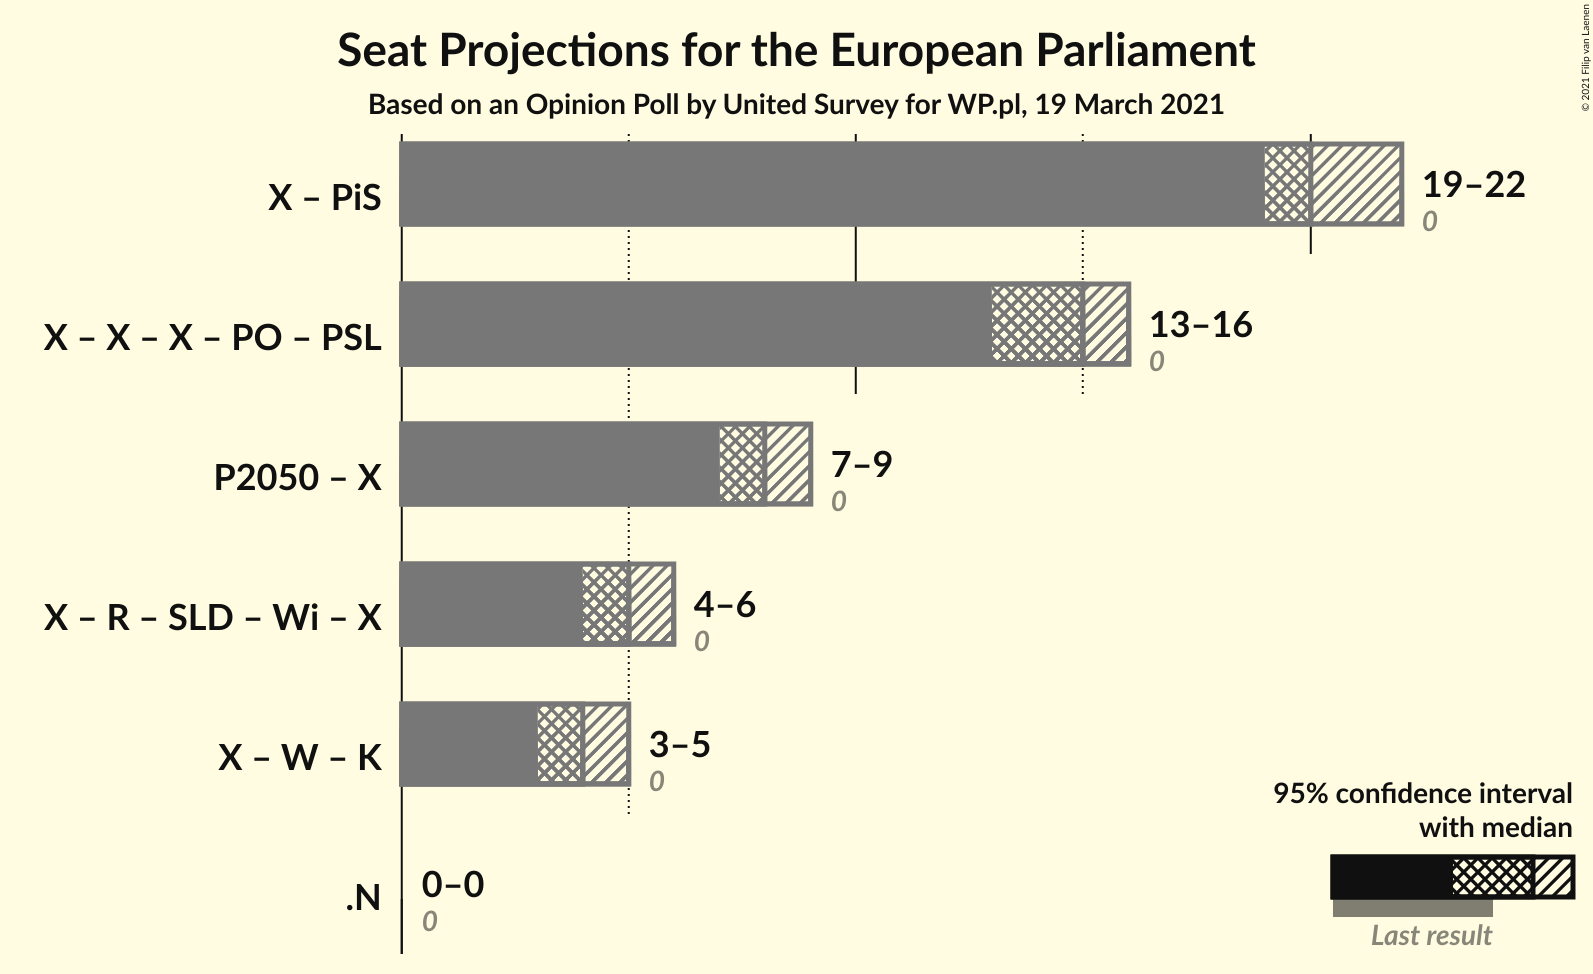 Seat Projections for the European Parliament
Based on an Opinion Poll by United Survey for WP.pl, 19 March 2021
© 2021 Filip van Laenen
X – PiS
19–22
0
X – X – X – PO – PSL
13–16
0
P2050 – X
7–9
0
X – R – SLD – Wi – X
4–6
0
X – W – K
3–5
0
.N
0–0
0
95% confidence interval
with median
Last result